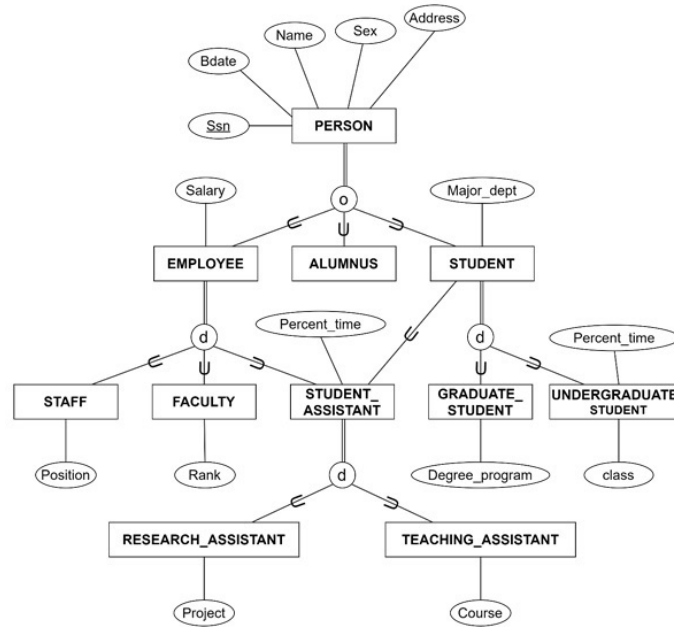 Address
Sex
Name
Bdate
Ssn
PERSON
o
Salary
Major_dept
U
U
U
EMPLOYEE
ALUMNUS
STUDENT
Percent_time
Percent_time
d
d
U
U
U
U
U
U
STAFF
FACULTY
STUDENT_
ASSISTANT
GRADUATE_
STUDENT
UNDERGRADUATE_
STUDENT
Position
Rank
Degree_program
class
d
U
U
RESEARCH_ASSISTANT
TEACHING_ASSISTANT
Project
Course